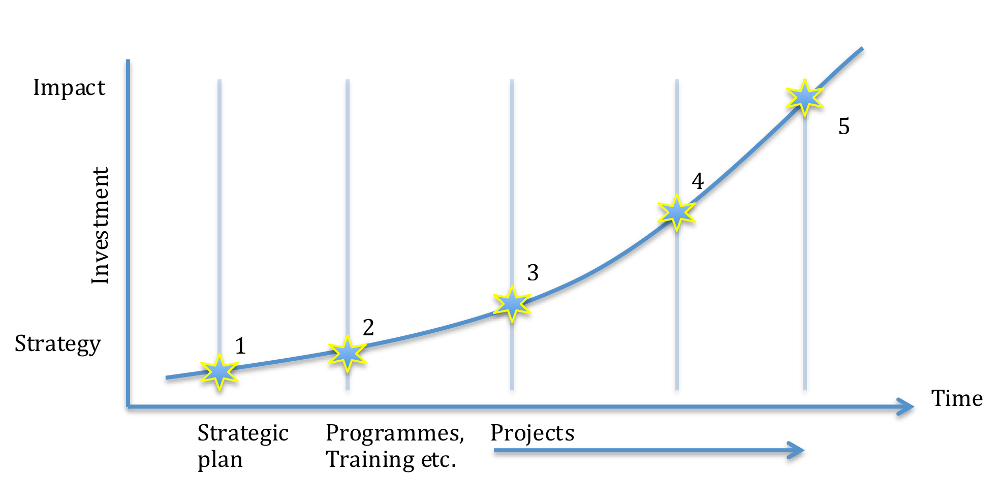 Impact
Investment
Strategy
1
2
3
4
5
Time
Strategic
plan
Programmes,
Training etc.
Projects